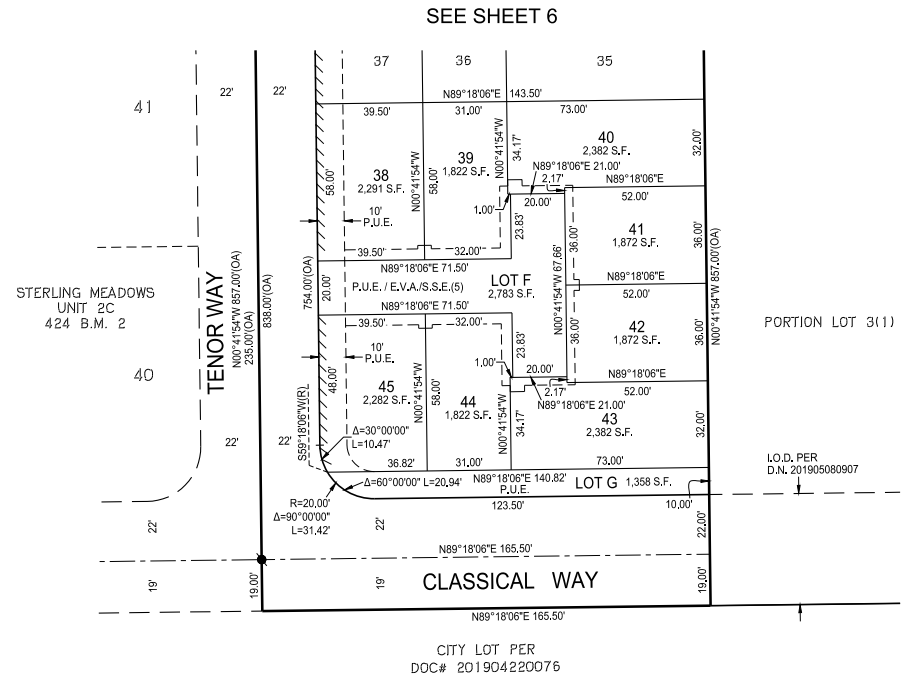 SEE SHEET 6
37
36
35
41
22'
22'
N89°18'06"E 143.50'
39.50'
31.00'
73.00'
40
2,382 S.F.
32.00'
N00°41'54"W
34.17'
39
1,822 S.F.
38
2,291 S.F.
N00°41'54"W
58.00'
58.00'
N89°18'06"E 21.00'
2.17'
N89°18'06"E
52.00'
20.00'
1.00'
10'
P.U.E.
23.83'
41
1,872 S.F.
36.00'
36.00'
39.50'
32.00'
N89°18'06"E 71.50'
LOT F
2,783 S.F.
P.U.E. / E.V.A/S.S.E.(5)
20.00'
N89°18'06"E 71.50'
N00°41'54"W 67.66'
52.00'
N00°41'54"W 857.00'(OA)
STERLING MEADOWS
UNIT 2C
424 B.M. 2
TENOR WAY
N00°41'54"W 857.00'(OA)
235.00'(OA)
838.00'(OA)
754.00'(OA)
39.50'
32.00'
42
1,872 S.F.
36.00'
36.00'
PORTION LOT 3(1)
10'
P.U.E.
23.83'
1.00'
20.00'
N89°18'06"E
52.00'
2.17'
N89°18'06"E 21.00'
40
48.00'
45
2,282 S.F.
N00°41'54"W
58.00'
44
1,822 S.F.
N00°41'54"W
34.17'
43
2,382 S.F.
32.00'
S59°18'06"W(R)
22'
22'
Δ=30°00'00"
L=10.47'
36.82'
31.00'
73.00'
I.O.D. PER
D.N. 201905080907
Δ=60°00'00" L=20.94'
N89°18'06"E 140.82'
P.U.E.
LOT G 1,358 S.F.
R=20.00'
Δ=90°00'00"
L=31.42'
123.50'
10.00'
22'
22'
22.00'
N89°18'06"E 165.50'
19'
19.00'
19'
CLASSICAL WAY
19.00'
N89°18'06"E 165.50'
CITY LOT PER
DOC# 201904220076